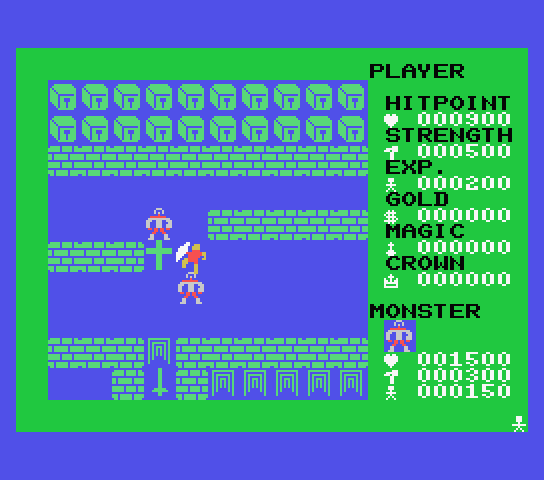 PLAYER
HITPOINT
000900
STRENGTH
000500
EXP.
000200
GOLD
000000
MAGIC
000000
CROWN
000000
MONSTER
001500
000300
000150